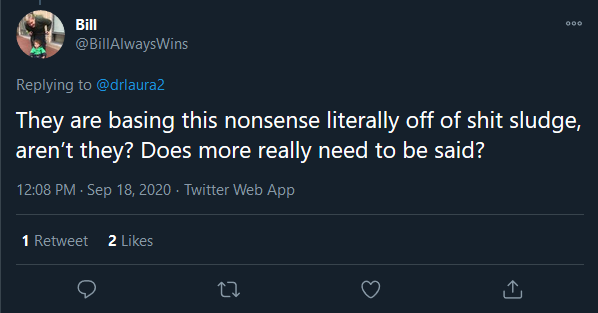 Bill
@BillAlwaysWins
Replying to @drlaura2
They are basing this nonsense literally off of shit sludge,
aren’t they? Does more really need to be said?
12:08 PM · Sep 18, 2020 · Twitter Web App
1 Retweet 2 Likes